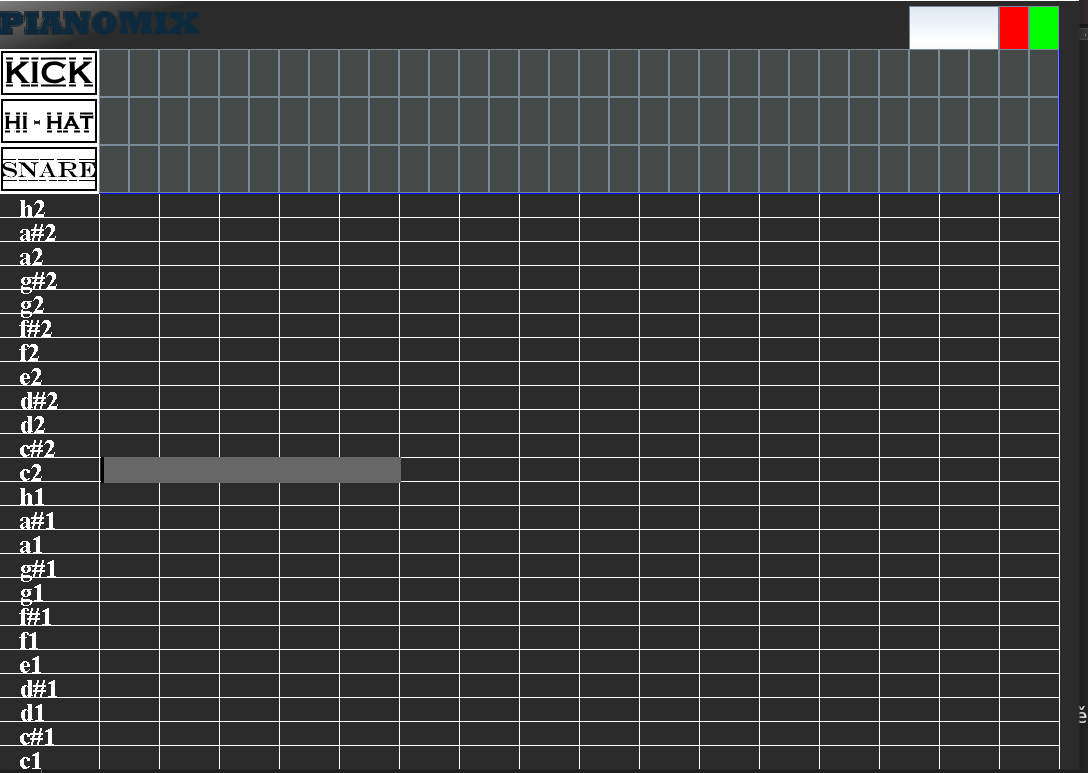 PIANOMIX
KICK
HI - HAT
SNARE
h2
a#2
a2
g#2
g2
f#2
f2
e2
d#2
d2
c#2
c2
h1
a#1
a1
g#1
g1
f#1
f1
e1
d#1
d1
c#1
c1